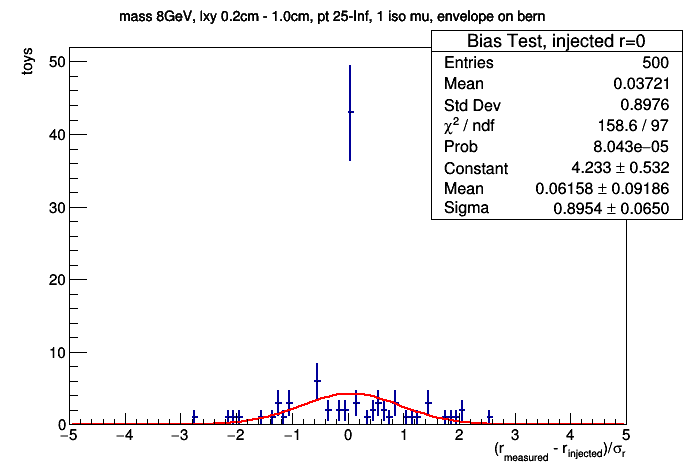 mass 8GeV, lxy 0.2cm - 1.0cm, pt 25-Inf, 1 iso mu, envelope on bern
Bias Test, injected r=0
Entries 500
Mean 0.03721
Std Dev 0.8976
χ² / ndf 158.6 / 97
Prob 8.043e−05
Constant 4.233 ± 0.532
Mean 0.06158 ± 0.09186
Sigma 0.8954 ± 0.0650
toys
50
40
30
20
10
0
−5 −4 −3 −2 −1 0 1 2 3 4 5
(r_measured - r_injected)/σ_r